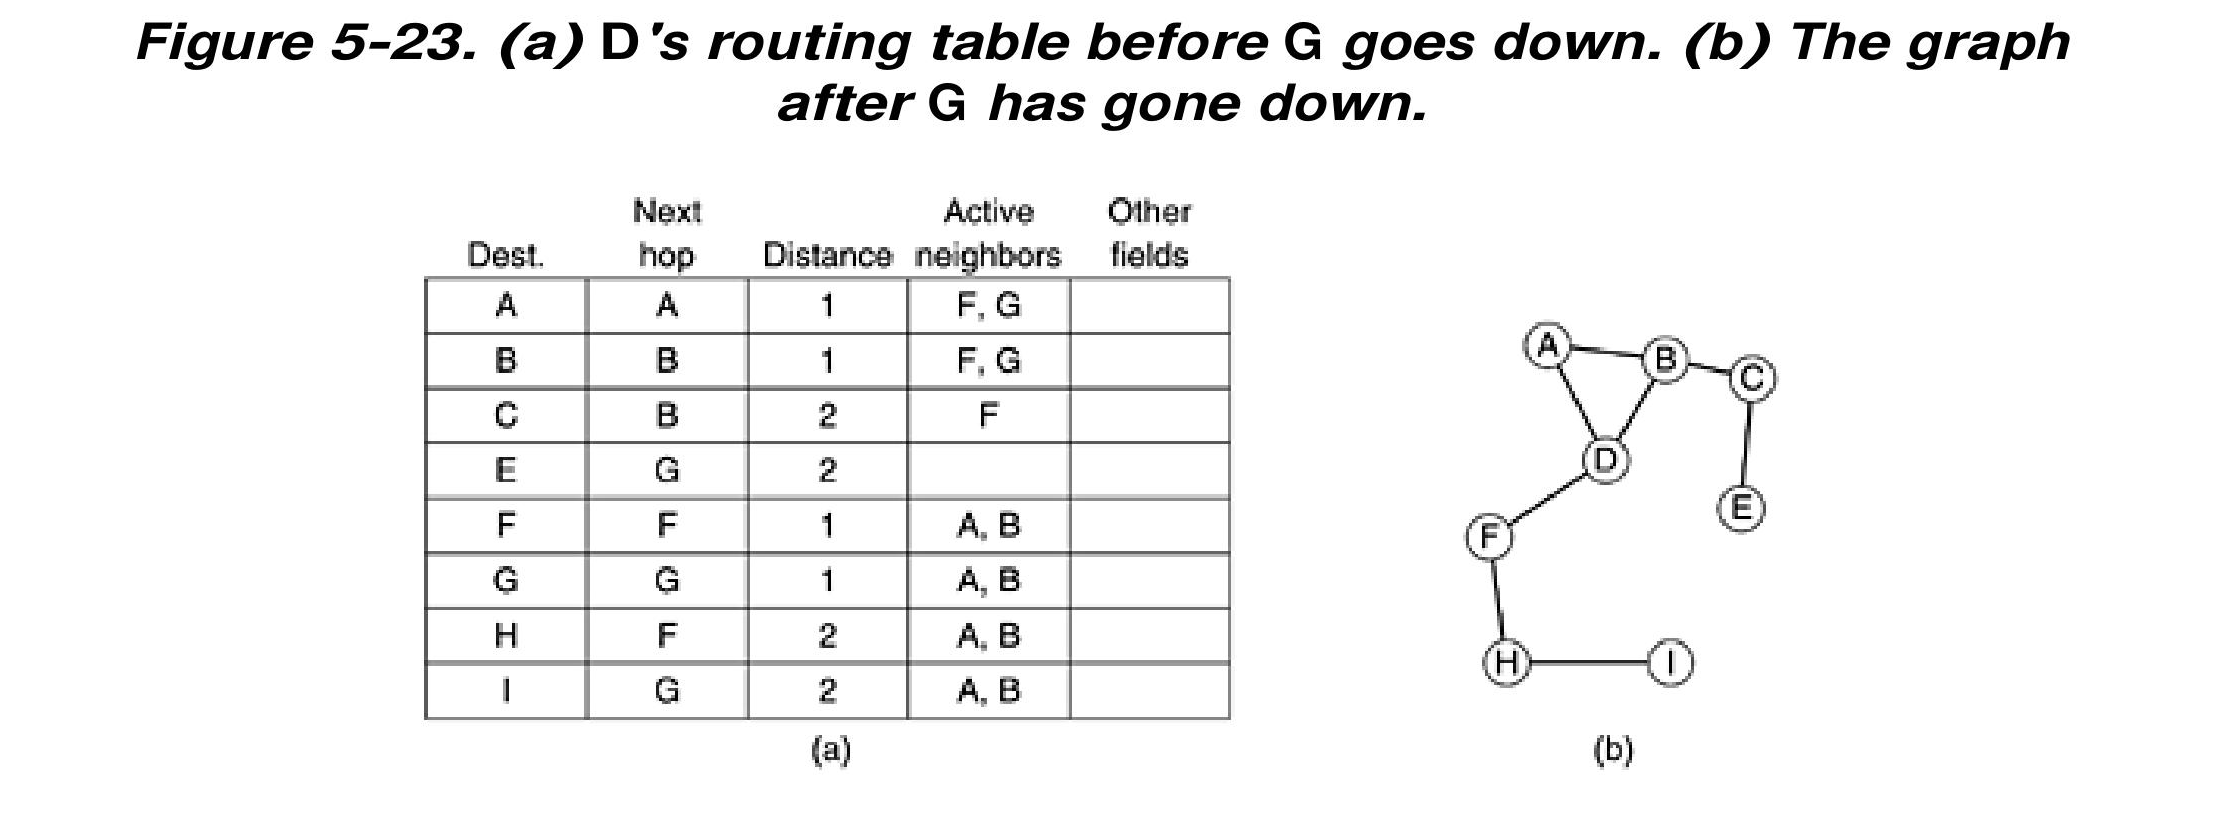 Figure 5-23. (a) D's routing table before G goes down. (b) The graph
after G has gone down.
Next Active Other
Dest. hop Distance neighbors fields
A A 1 F, G
B B 1 F, G
C B 2 F
E G 2
F F 1 A, B
G G 1 A, B
H F 2 A, B
I G 2 A, B
(a)
A
B
C
D
E
F
H
I
(b)